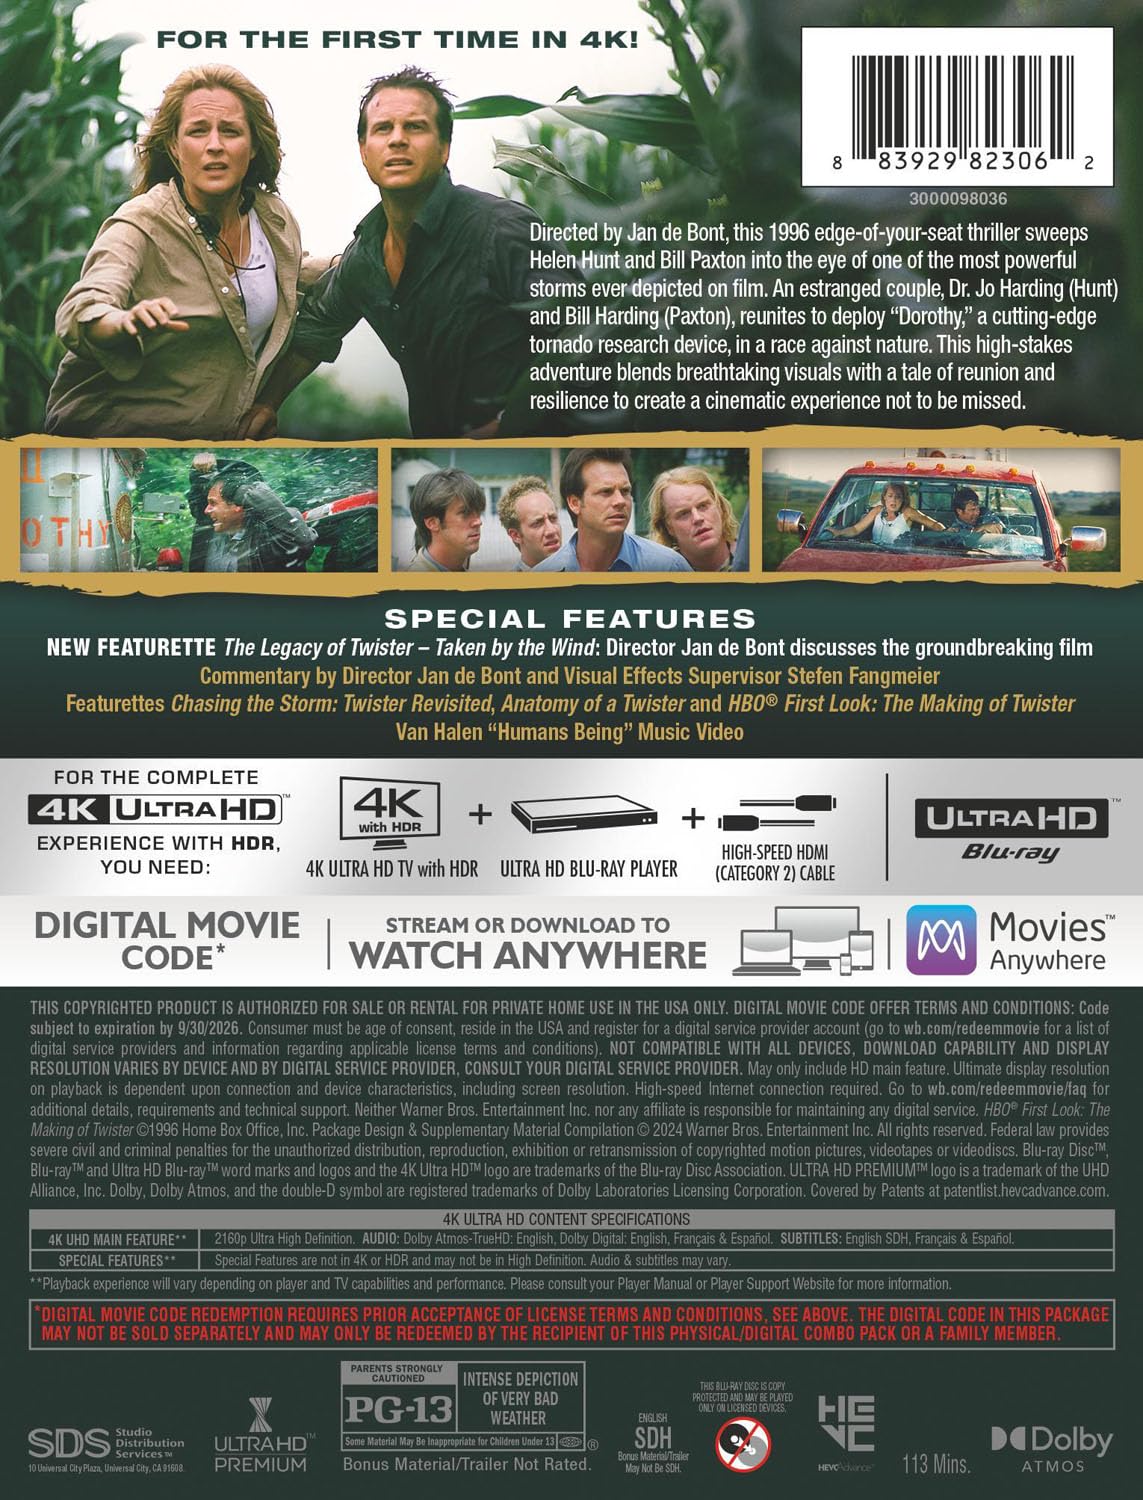 FOR THE FIRST TIME IN 4K!
8 83929 82306 2
3000098036
Directed by Jan de Bont, this 1996 edge-of-your-seat thriller sweeps
Helen Hunt and Bill Paxton into the eye of one of the most powerful
storms ever depicted on film. An estranged couple, Dr. Jo Harding (Hunt)
and Bill Harding (Paxton), reunites to deploy “Dorothy,” a cutting-edge
tornado research device, in a race against nature. This high-stakes
adventure blends breathtaking visuals with a tale of reunion and
resilience to create a cinematic experience not to be missed.
OTHY
SPECIAL FEATURES
NEW FEATURETTE The Legacy of Twister – Taken by the Wind: Director Jan de Bont discusses the groundbreaking film
Commentary by Director Jan de Bont and Visual Effects Supervisor Stefen Fangmeier
Featurettes Chasing the Storm: Twister Revisited, Anatomy of a Twister and HBO® First Look: The Making of Twister
Van Halen “Humans Being” Music Video
FOR THE COMPLETE
4K ULTRA HD™
EXPERIENCE WITH HDR,
YOU NEED:
4K
with HDR
+
+
4K ULTRA HD TV with HDR
ULTRA HD BLU-RAY PLAYER
HIGH-SPEED HDMI
(CATEGORY 2) CABLE
ULTRA HD™
Blu-ray
DIGITAL MOVIE
CODE*
STREAM OR DOWNLOAD TO
WATCH ANYWHERE
Movies™
Anywhere
THIS COPYRIGHTED PRODUCT IS AUTHORIZED FOR SALE OR RENTAL FOR PRIVATE HOME USE IN THE USA ONLY. DIGITAL MOVIE CODE OFFER TERMS AND CONDITIONS: Code
subject to expiration by 9/30/2026. Consumer must be age of consent, reside in the USA and register for a digital service provider account (go to wb.com/redeemmovie for a list of
digital service providers and information regarding applicable license terms and conditions). NOT COMPATIBLE WITH ALL DEVICES, DOWNLOAD CAPABILITY AND DISPLAY
RESOLUTION VARIES BY DEVICE AND BY DIGITAL SERVICE PROVIDER, CONSULT YOUR DIGITAL SERVICE PROVIDER. May only include HD main feature. Ultimate display resolution
on playback is dependent upon connection and device characteristics, including screen resolution. High-speed Internet connection required. Go to wb.com/redeemmovie/faq for
additional details, requirements and technical support. Neither Warner Bros. Entertainment Inc. nor any affiliate is responsible for maintaining any digital service. HBO® First Look: The
Making of Twister ©1996 Home Box Office, Inc. Package Design & Supplementary Material Compilation © 2024 Warner Bros. Entertainment Inc. All rights reserved. Federal law provides
severe civil and criminal penalties for the unauthorized distribution, reproduction, exhibition or retransmission of copyrighted motion pictures, videotapes or videodiscs. Blu-ray Disc™,
Blu-ray™ and Ultra HD Blu-ray™ word marks and logos and the 4K Ultra HD™ logo are trademarks of the Blu-ray Disc Association. ULTRA HD PREMIUM™ logo is a trademark of the UHD
Alliance, Inc. Dolby, Dolby Atmos, and the double-D symbol are registered trademarks of Dolby Laboratories Licensing Corporation. Covered by Patents at patentlist.hevcadvance.com.
4K ULTRA HD CONTENT SPECIFICATIONS
4K UHD MAIN FEATURE** 2160p Ultra High Definition. AUDIO: Dolby Atmos-TrueHD: English, Dolby Digital: English, Français & Español. SUBTITLES: English SDH, Français & Español.
SPECIAL FEATURES** Special Features are not in 4K or HDR and may not be in High Definition. Audio & subtitles may vary.
**Playback experience will vary depending on player and TV capabilities and performance. Please consult your Player Manual or Player Support Website for more information.
*DIGITAL MOVIE CODE REDEMPTION REQUIRES PRIOR ACCEPTANCE OF LICENSE TERMS AND CONDITIONS, SEE ABOVE. THE DIGITAL CODE IN THIS PACKAGE
MAY NOT BE SOLD SEPARATELY AND MAY ONLY BE REDEEMED BY THE RECIPIENT OF THIS PHYSICAL/DIGITAL COMBO PACK OR A FAMILY MEMBER.
SDS Studio
Distribution
Services™
10 Universal City Plaza, Universal City, CA 91608.
ULTRA HD™
PREMIUM
PARENTS STRONGLY
CAUTIONED
PG-13
INTENSE DEPICTION
OF VERY BAD
WEATHER
Some Material May Be Inappropriate for Children Under 13 ®
Bonus Material/Trailer Not Rated.
ENGLISH
SDH
Bonus Material/Trailer
May Not Be SDH.
THIS BLU-RAY DISC IS COPY
PROTECTED AND MAY BE PLAYED
ONLY ON LICENSED DEVICES.
HEVC
HEVC Advance™
113 Mins.
Dolby
ATMOS